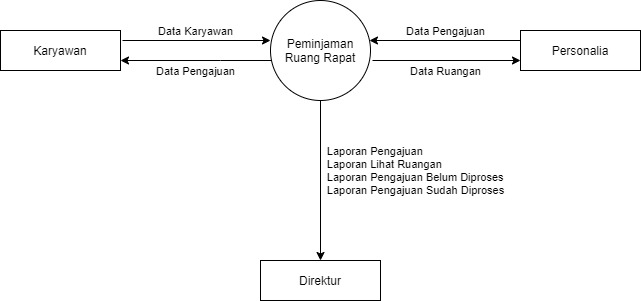 Data Karyawan
Data Pengajuan
Karyawan
Peminjaman
Ruang Rapat
Personalia
Data Pengajuan
Data Ruangan
Laporan Pengajuan
Laporan Lihat Ruangan
Laporan Pengajuan Belum Diproses
Laporan Pengajuan Sudah Diproses
Direktur